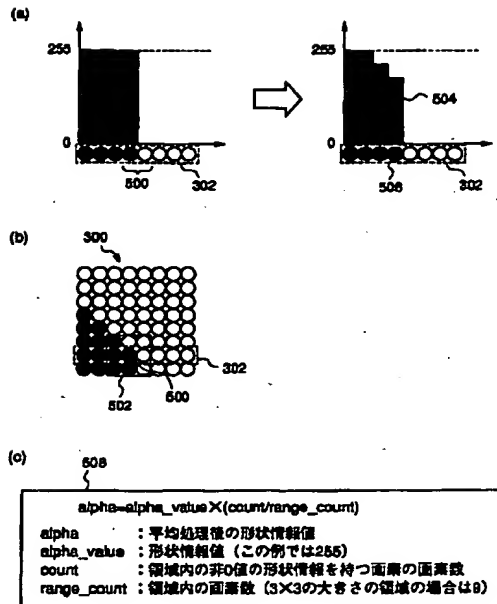 (a)
255 255
504
0 0
500 302 506 302
(b)
300
302
502 500
(c)
508
alpha=alpha_value×(count/range_count)
alpha :平均処理後の形状情報値
alpha_value :形状情報値(この例では255)
count :領域内の非0値の形状情報を持つ画素の画素数
range_count :領域内の画素数(3×3の大きさの領域の場合は9)